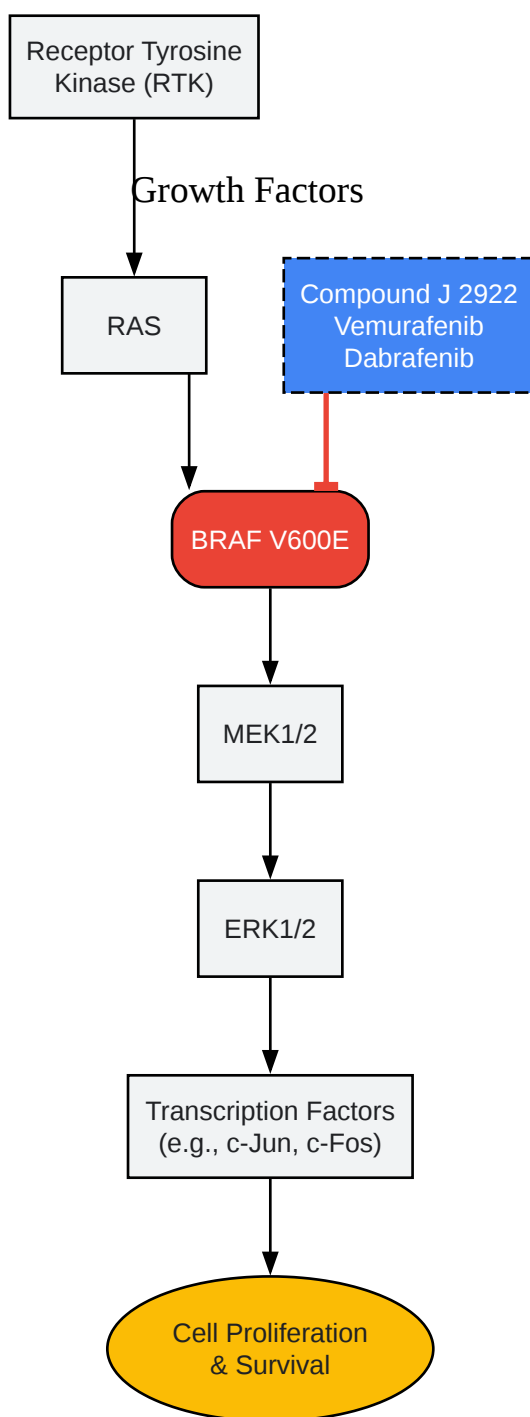 Receptor Tyrosine
Kinase (RTK)
Growth Factors
RAS
Compound J 2922
Vemurafenib
Dabrafenib
BRAF V600E
MEK1/2
ERK1/2
Transcription Factors
(e.g., c-Jun, c-Fos)
Cell Proliferation
& Survival